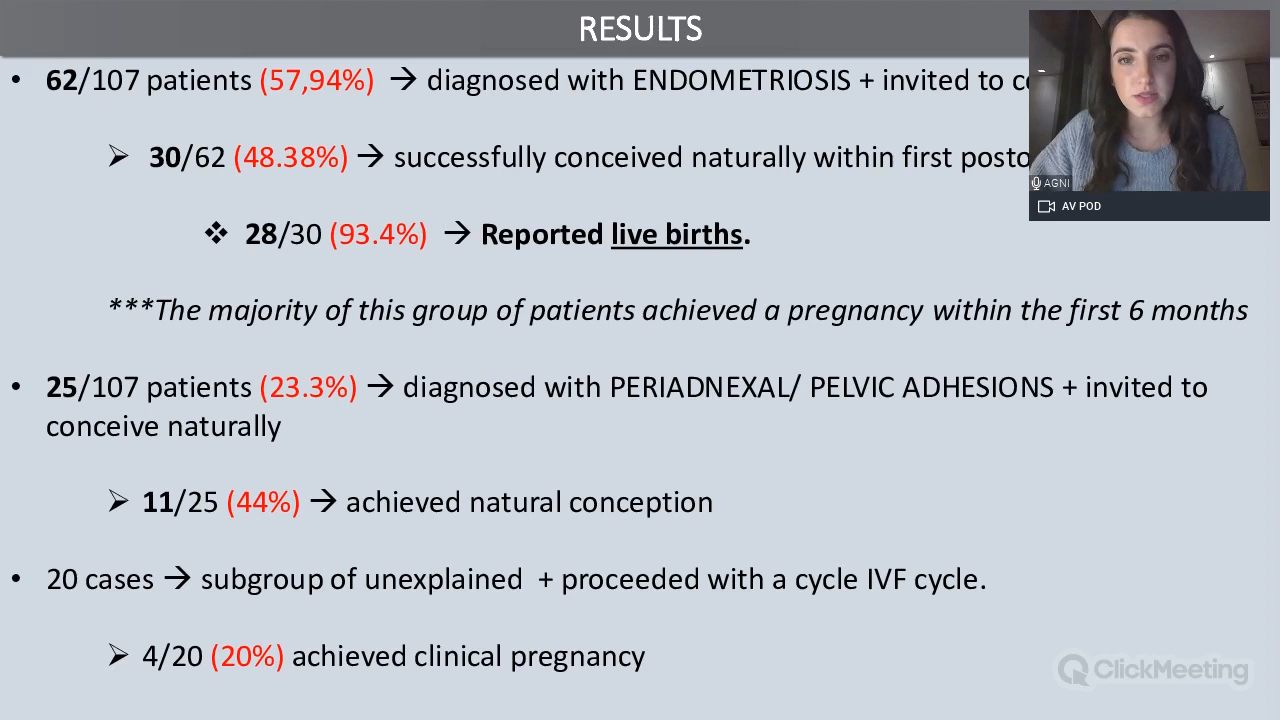 RESULTS
• 62/107 patients (57,94%) → diagnosed with ENDOMETRIOSIS + invited to
➢ 30/62 (48.38%) → successfully conceived naturally within first
❖ 28/30 (93.4%) → Reported live births.
***The majority of this group of patients achieved a pregnancy within the first 6 months
• 25/107 patients (23.3%) → diagnosed with PERIADNEXAL/ PELVIC ADHESIONS + invited to
conceive naturally
➢ 11/25 (44%) → achieved natural conception
• 20 cases → subgroup of unexplained + proceeded with a cycle IVF cycle.
➢ 4/20 (20%) achieved clinical pregnancy
AGNI
AV POD
ClickMeeting